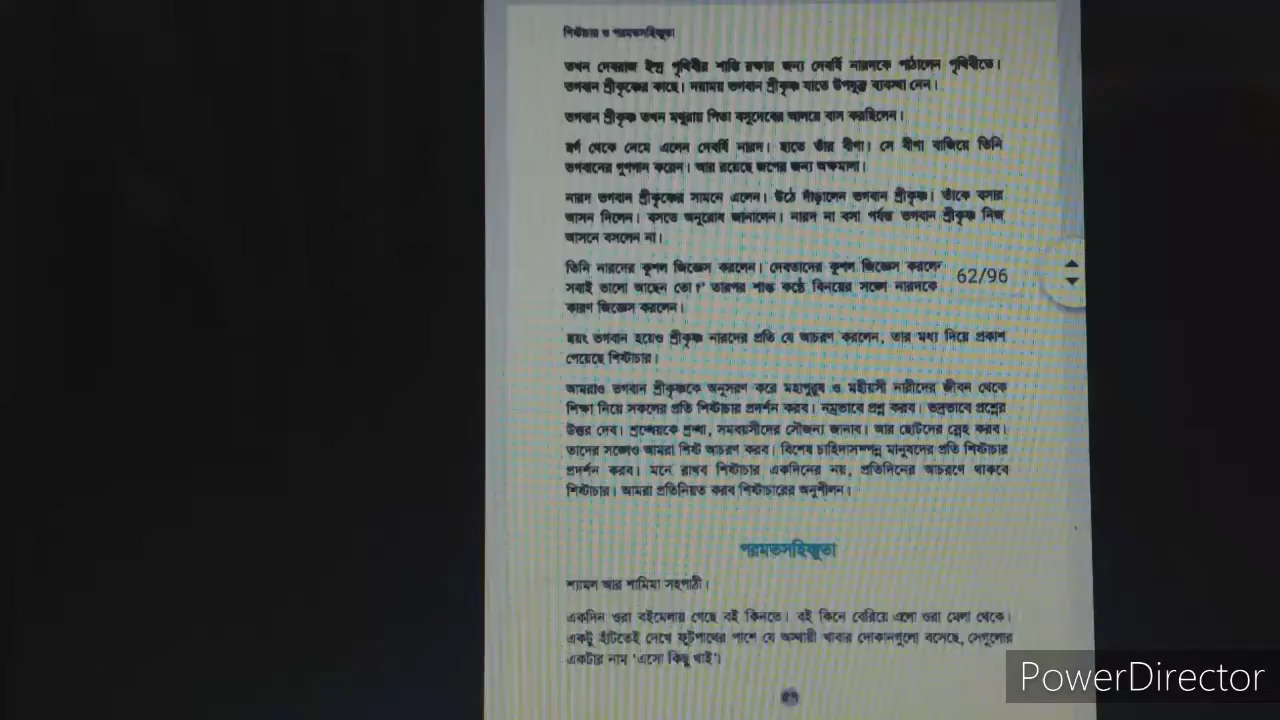 শিষ্টাচার ও পরমতসহিষ্ণুতা
তখন দেবরাজ ইন্দ্র পৃথিবীর শান্তি রক্ষার জন্য দেবর্ষি নারদকে পাঠালেন পৃথিবীতে।
ভগবান শ্রীকৃষ্ণের কাছে। দয়াময় ভগবান শ্রীকৃষ্ণ যাতে উপযুক্ত ব্যবস্থা নেন।
ভগবান শ্রীকৃষ্ণ তখন মথুরায় পিতা বসুদেবের আলয়ে বাস করছিলেন।
স্বর্গ থেকে নেমে এলেন দেবর্ষি নারদ। হাতে তাঁর বীণা। সে বীণা বাজিয়ে তিনি
ভগবানের গুণগান করেন। আর রয়েছে জপের জন্য অক্ষমালা।
নারদ ভগবান শ্রীকৃষ্ণের সামনে এলেন। উঠে দাঁড়ালেন ভগবান শ্রীকৃষ্ণ। তাঁকে বসার
আসন দিলেন। বসতে অনুরোধ জানালেন। নারদ না বসা পর্যন্ত ভগবান শ্রীকৃষ্ণ নিজ
আসনে বসলেন না।
তিনি নারদের কুশল জিজ্ঞেস করলেন। দেবতাদের কুশল জিজ্ঞেস করলে
62/96
সবাই ভালো আছেন তো।' তারপর শান্ত কণ্ঠে বিনয়ের সঙ্গে নারদকে
কারণ জিজ্ঞেস করলেন।
স্বয়ং ভগবান হয়েও শ্রীকৃষ্ণ নারদের প্রতি যে আচরণ করলেন, তার মধ্য দিয়ে প্রকাশ
পেয়েছে শিষ্টাচার।
আমরাও ভগবান শ্রীকৃষ্ণকে অনুসরণ করে মহাপুরুষ ও মহীয়সী নারীদের জীবন থেকে
শিক্ষা নিয়ে সকলের প্রতি শিষ্টাচার প্রদর্শন করব। নম্রভাবে প্রশ্ন করব। ভদ্রভাবে প্রশ্নের
উত্তর দেব। শ্রদ্ধেয়কে শ্রদ্ধা, সমবয়সীদের সৌজন্য জানাব। আর ছোটদের স্নেহ করব।
তাদের সঙ্গেও আমরা শিষ্ট আচরণ করব। বিশেষ চাহিদাসম্পন্ন মানুষদের প্রতি শিষ্টাচার
প্রদর্শন করব। মনে রাখব শিষ্টাচার একদিনের নয়, প্রতিদিনের আচরণে থাকবে
শিষ্টাচার। আমরা প্রতিনিয়ত করব শিষ্টাচারের অনুশীলন।
পরমতসহিষ্ণুতা
শ্যামল আর শামিমা সহপাঠী।
একদিন ওরা বইমেলায় গেছে বই কিনতে। বই কিনে বেরিয়ে এলো ওরা মেলা থেকে।
একটু হাঁটতেই দেখে ফুটপাথের পাশে যে অস্থায়ী খাবার দোকানগুলো বসেছে, সেগুলোর
একটার নাম 'এসো কিছু খাই'।
PowerDirector